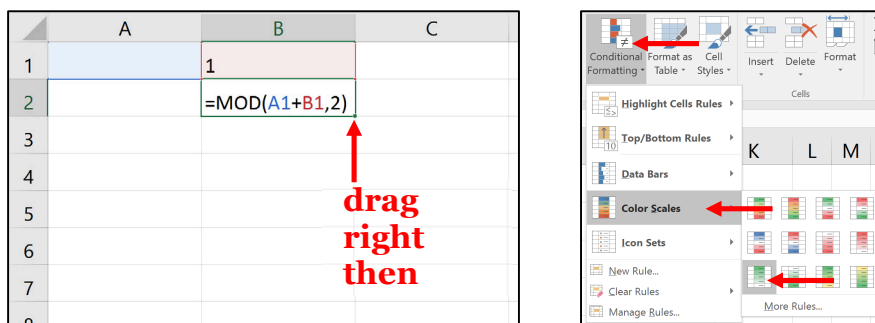 A B C
1 1
2 =MOD(A1+B1,2)
3
4
5
6
7
drag
right
then
Conditional Formatting
Format as Table
Cell Styles
Insert Delete Format
Cells
Highlight Cells Rules
Top/Bottom Rules
Data Bars
Color Scales
Icon Sets
New Rule...
Clear Rules
Manage Rules...
K L M
More Rules...